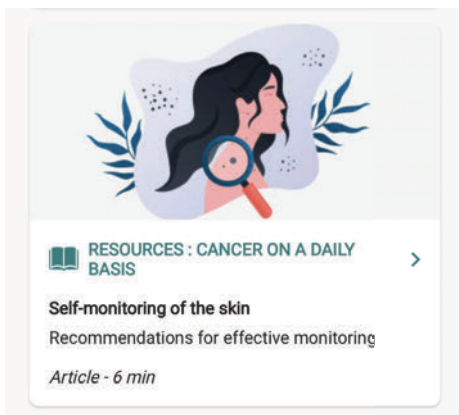 RESOURCES : CANCER ON A DAILY
BASIS
Self-monitoring of the skin
Recommendations for effective monitoring
Article - 6 min